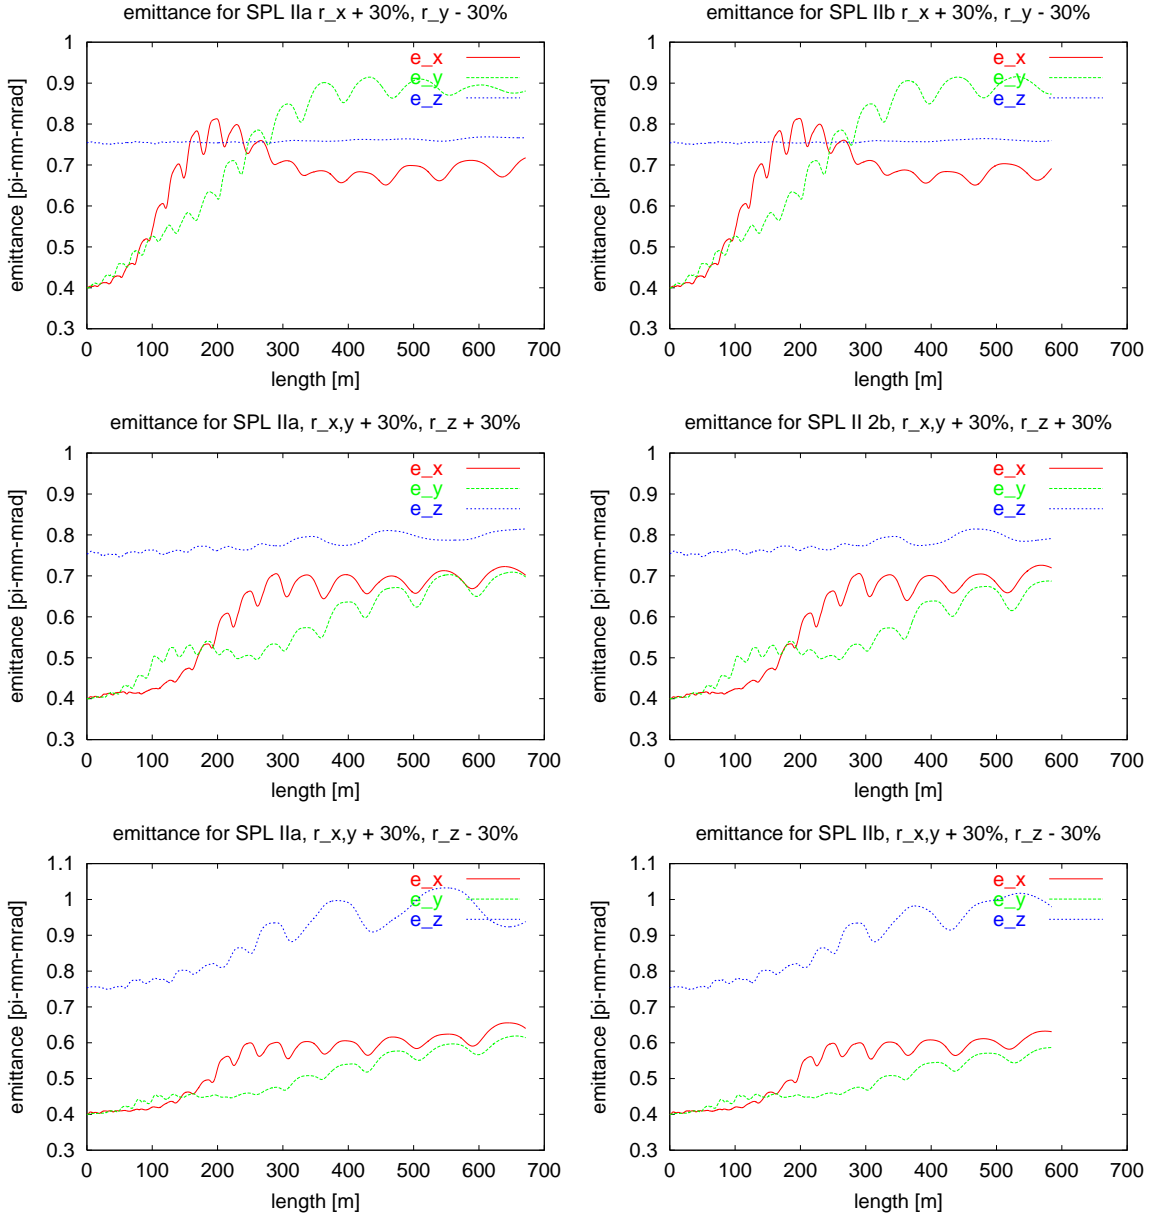 emittance for SPL IIa r_x + 30%, r_y - 30%
1
0.9
0.8
0.7
0.6
0.5
0.4
0.3
emittance [pi-mm-mrad]
e_x
e_y
e_z
0 100 200 300 400 500 600 700
length [m]
emittance for SPL IIb r_x + 30%, r_y - 30%
1
0.9
0.8
0.7
0.6
0.5
0.4
0.3
emittance [pi-mm-mrad]
e_x
e_y
e_z
0 100 200 300 400 500 600 700
length [m]
emittance for SPL IIa, r_x,y + 30%, r_z + 30%
1
0.9
0.8
0.7
0.6
0.5
0.4
0.3
emittance [pi-mm-mrad]
e_x
e_y
e_z
0 100 200 300 400 500 600 700
length [m]
emittance for SPL II 2b, r_x,y + 30%, r_z + 30%
1
0.9
0.8
0.7
0.6
0.5
0.4
0.3
emittance [pi-mm-mrad]
e_x
e_y
e_z
0 100 200 300 400 500 600 700
length [m]
emittance for SPL IIa, r_x,y + 30%, r_z - 30%
1.1
1
0.9
0.8
0.7
0.6
0.5
0.4
0.3
emittance [pi-mm-mrad]
e_x
e_y
e_z
0 100 200 300 400 500 600 700
length [m]
emittance for SPL IIb, r_x,y + 30%, r_z - 30%
1.1
1
0.9
0.8
0.7
0.6
0.5
0.4
0.3
emittance [pi-mm-mrad]
e_x
e_y
e_z
0 100 200 300 400 500 600 700
length [m]